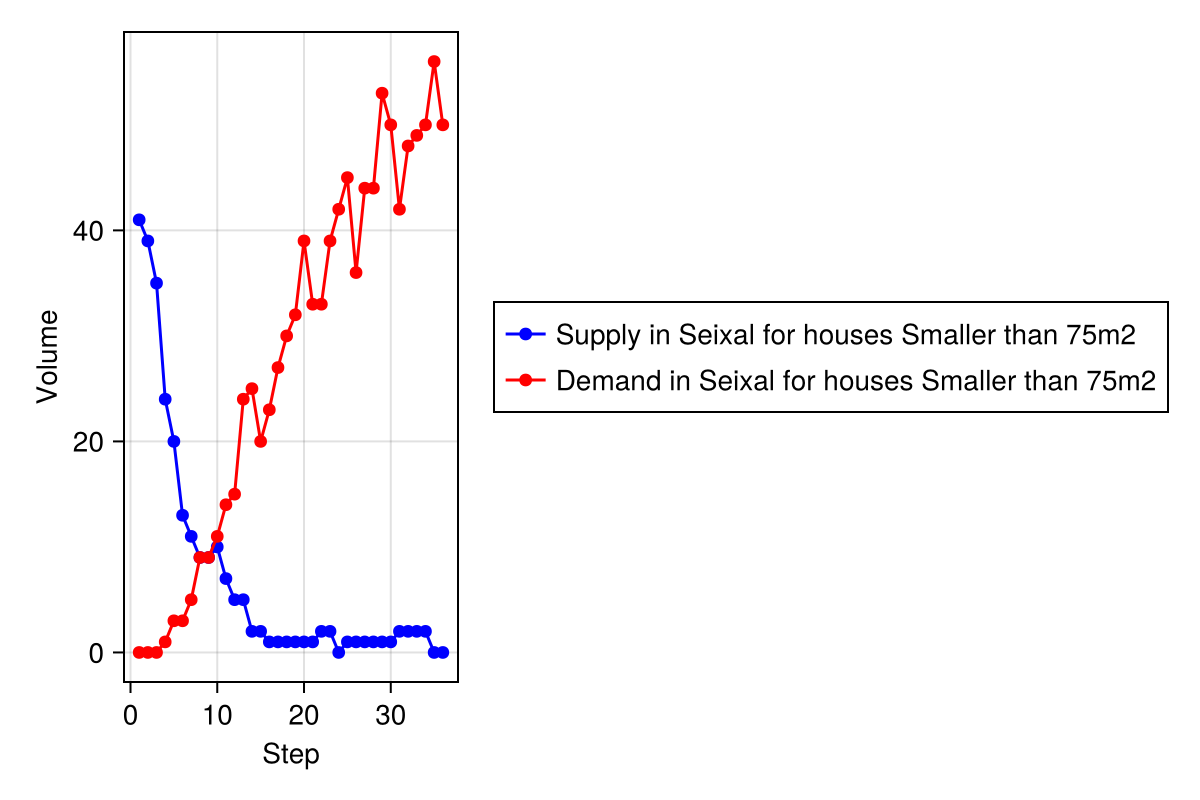 Volume
40
20
0
0 10 20 30
Step
Supply in Seixal for houses Smaller than 75m2
Demand in Seixal for houses Smaller than 75m2